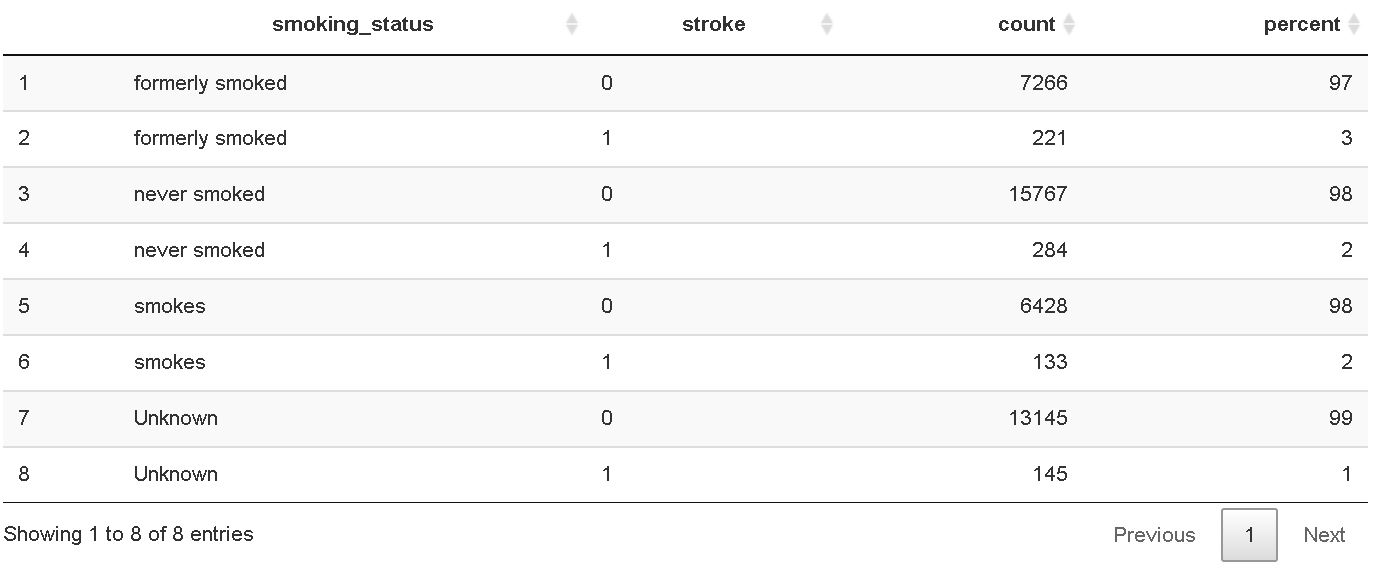 smoking_status stroke count percent
1 formerly smoked 0 7266 97
2 formerly smoked 1 221 3
3 never smoked 0 15767 98
4 never smoked 1 284 2
5 smokes 0 6428 98
6 smokes 1 133 2
7 Unknown 0 13145 99
8 Unknown 1 145 1
Showing 1 to 8 of 8 entries Previous 1 Next